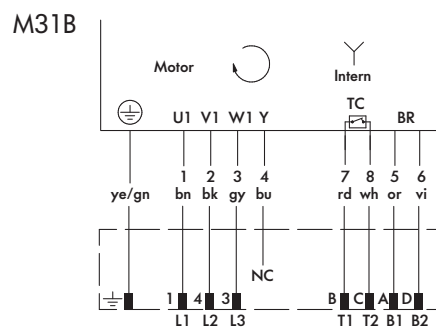 M31B
Motor
Intern
TC
U1 V1 W1 Y
BR
1 2 3 4 7 8 5 6
ye/gn bn bk gy bu rd wh or vi
NC
1 4 3 B C A D
L1 L2 L3 T1 T2 B1 B2